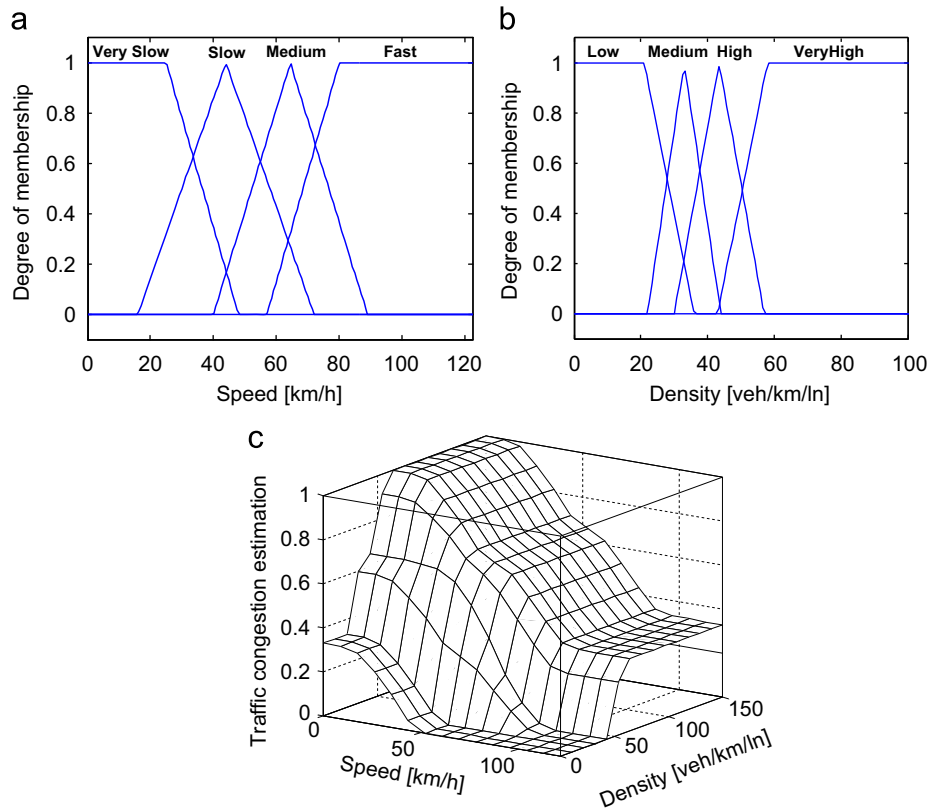 a
Very Slow Slow Medium Fast
1
0.8
0.6
0.4
0.2
0
Degree of membership
0 20 40 60 80 100 120
Speed [km/h]
b
Low Medium High VeryHigh
1
0.8
0.6
0.4
0.2
0
Degree of membership
0 20 40 60 80 100
Density [veh/km/ln]
c
1
0.8
0.6
0.4
0.2
0
Traffic congestion estimation
0
50
100
Speed [km/h]
0
50
100
150
Density [veh/km/ln]